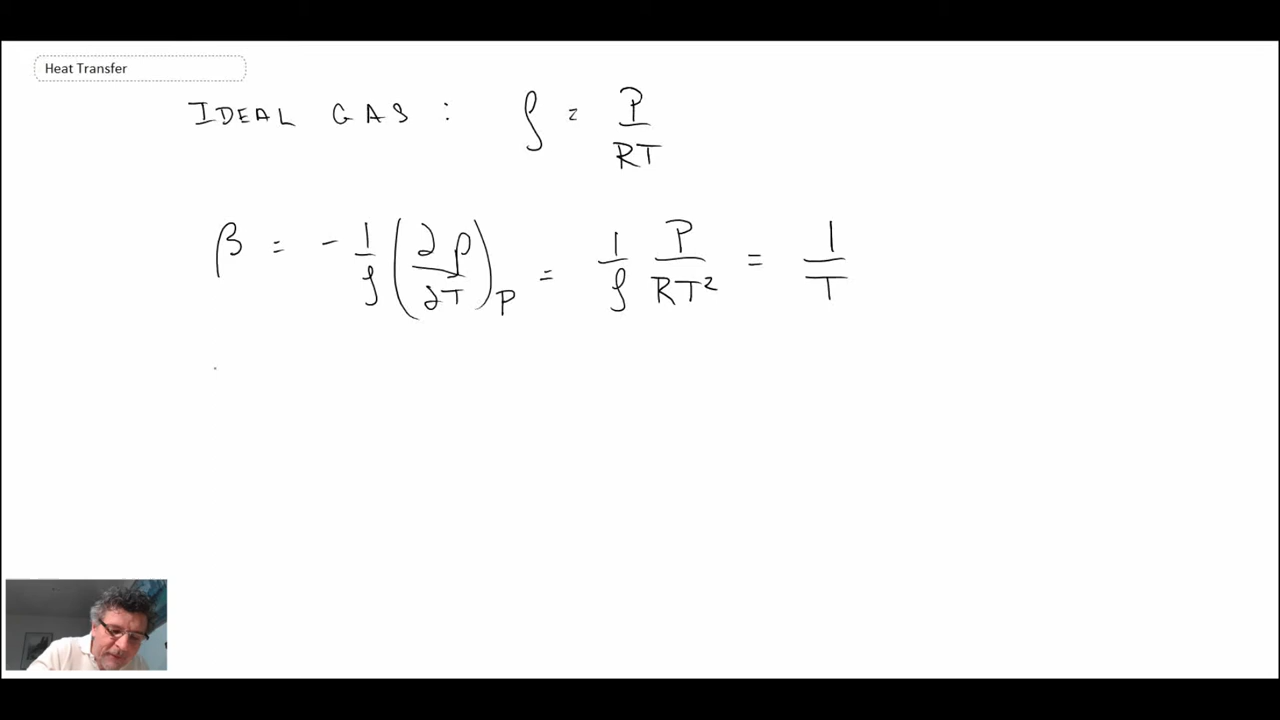 Heat Transfer
IDEAL GAS : ρ = P/RT
β = - 1/ρ (∂ρ/∂T)_P = 1/ρ P/RT² = 1/T